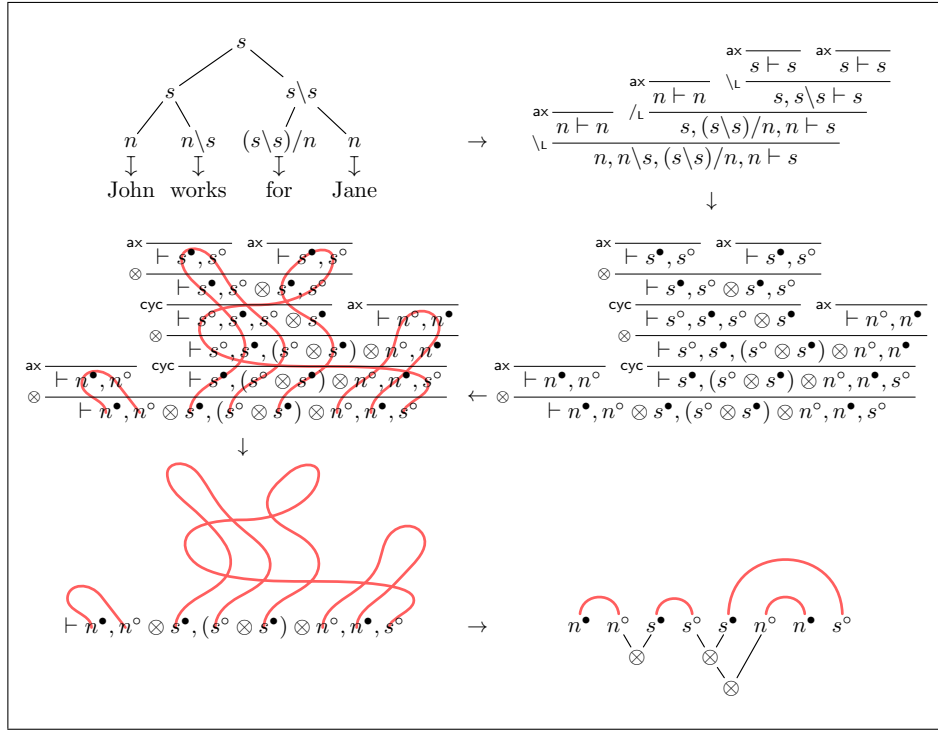 s
s s\s
n n\s (s\s)/n n
John works for Jane
→
ax ax
s ⊢ s s ⊢ s
ax \L
n ⊢ n s, s\s ⊢ s
ax /L
n ⊢ n s, (s\s)/n, n ⊢ s
\L
n, n\s, (s\s)/n, n ⊢ s
↓
ax ax
⊢ s•, s° ⊢ s•, s°
⊗
⊢ s•, s° ⊗ s•, s°
cyc ax
⊢ s°, s•, s° ⊗ s• ⊢ n°, n•
⊗
⊢ s°, s•, (s° ⊗ s•) ⊗ n°, n•
ax cyc
⊢ n•, n° ⊢ s•, (s° ⊗ s•) ⊗ n°, n•, s°
⊗
⊢ n•, n° ⊗ s•, (s° ⊗ s•) ⊗ n°, n•, s°
←
ax ax
⊢ s•, s° ⊢ s•, s°
⊗
⊢ s•, s° ⊗ s•, s°
cyc ax
⊢ s°, s•, s° ⊗ s• ⊢ n°, n•
⊗
⊢ s°, s•, (s° ⊗ s•) ⊗ n°, n•
ax cyc
⊢ n•, n° ⊢ s•, (s° ⊗ s•) ⊗ n°, n•, s°
⊗
⊢ n•, n° ⊗ s•, (s° ⊗ s•) ⊗ n°, n•, s°
↓
⊢ n•, n° ⊗ s•, (s° ⊗ s•) ⊗ n°, n•, s°
→
n• n° s• s° s• n° n• s°
⊗ ⊗
⊗